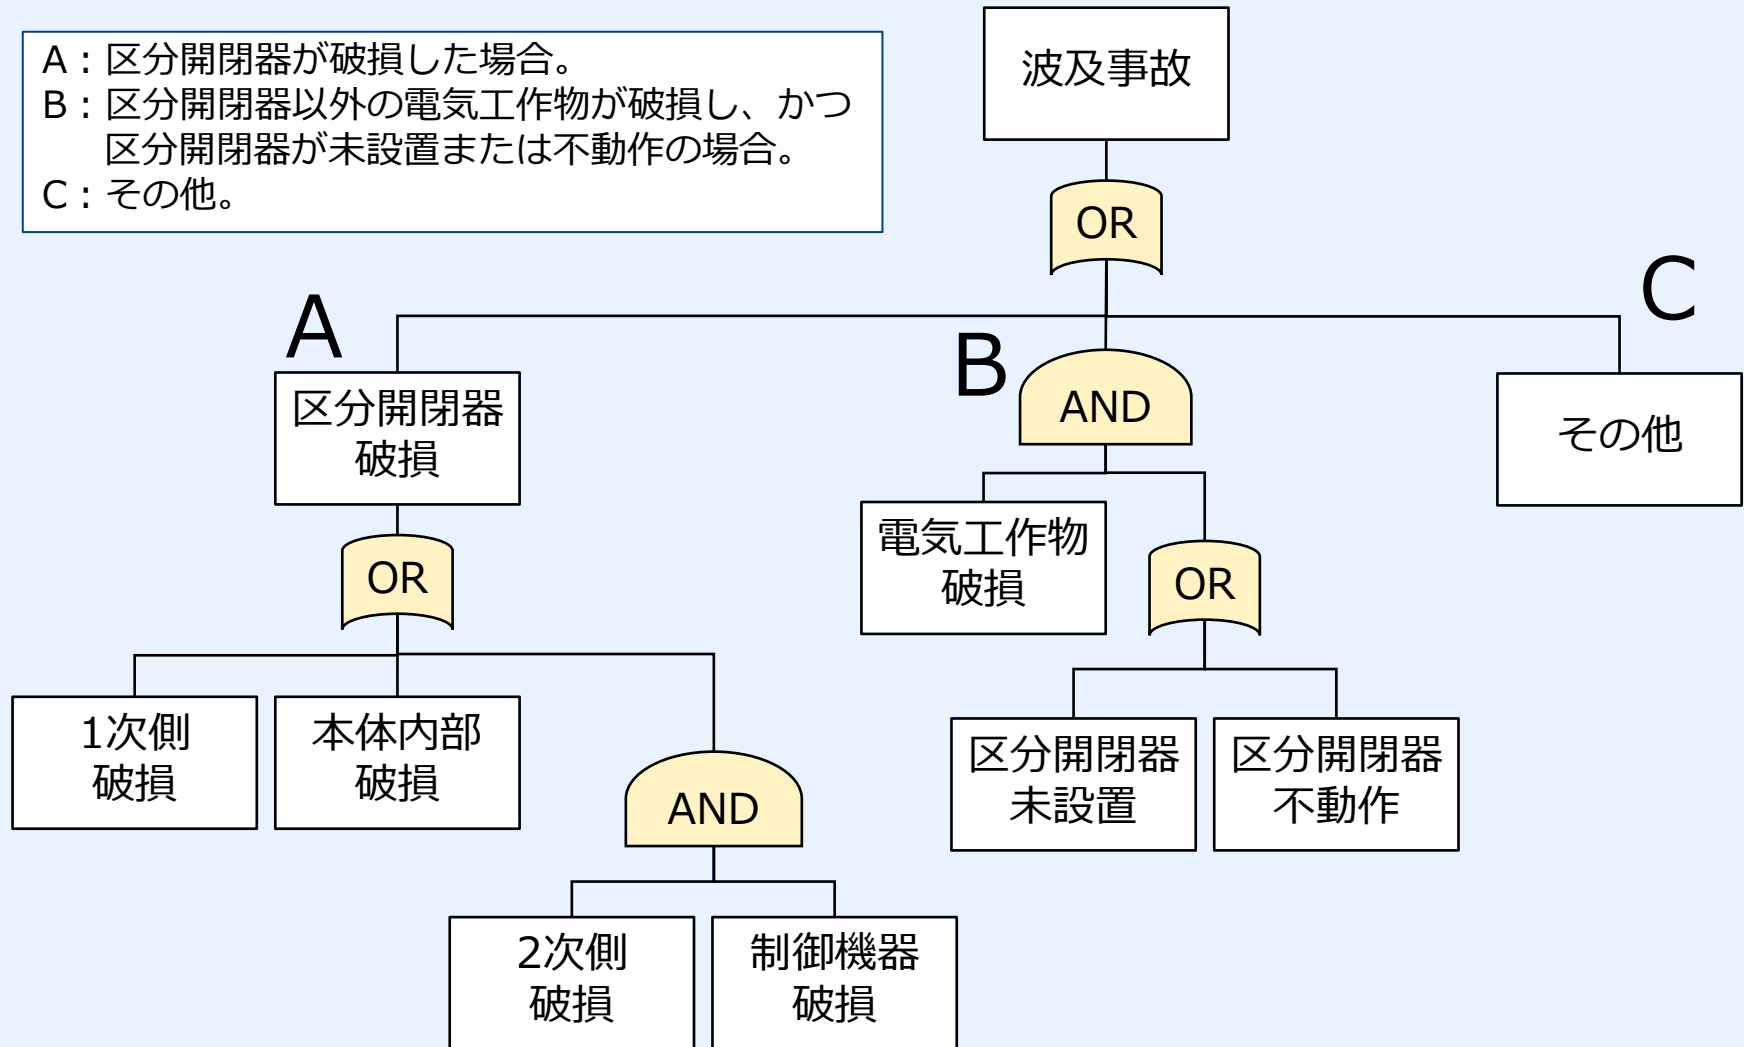 A：区分開閉器が破損した場合。
B：区分開閉器以外の電気工作物が破損し、かつ
区分開閉器が未設置または不動作の場合。
C：その他。
波及事故
OR
A
B
C
区分開閉器
破損
AND
その他
OR
電気工作物
破損
OR
1次側
破損
本体内部
破損
AND
区分開閉器
未設置
区分開閉器
不動作
2次側
破損
制御機器
破損